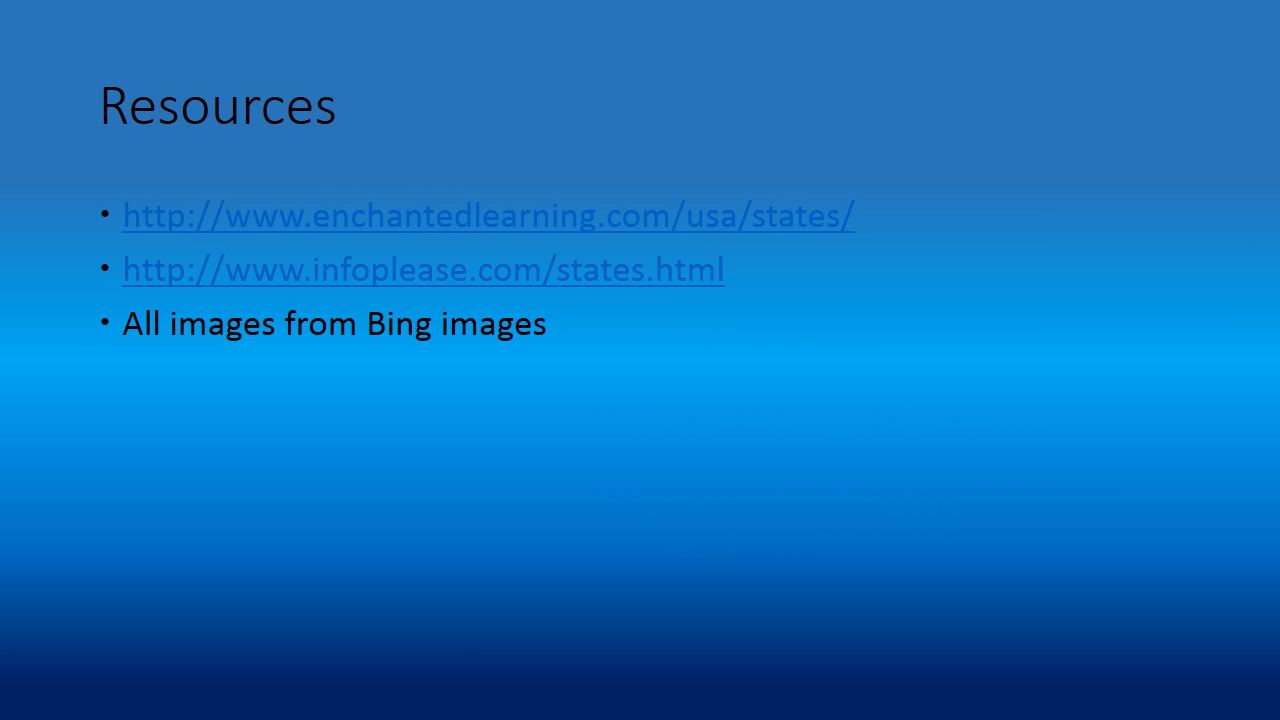 Resources
• http://www.enchantedlearning.com/usa/states/
• http://www.infoplease.com/states.html
• All images from Bing images